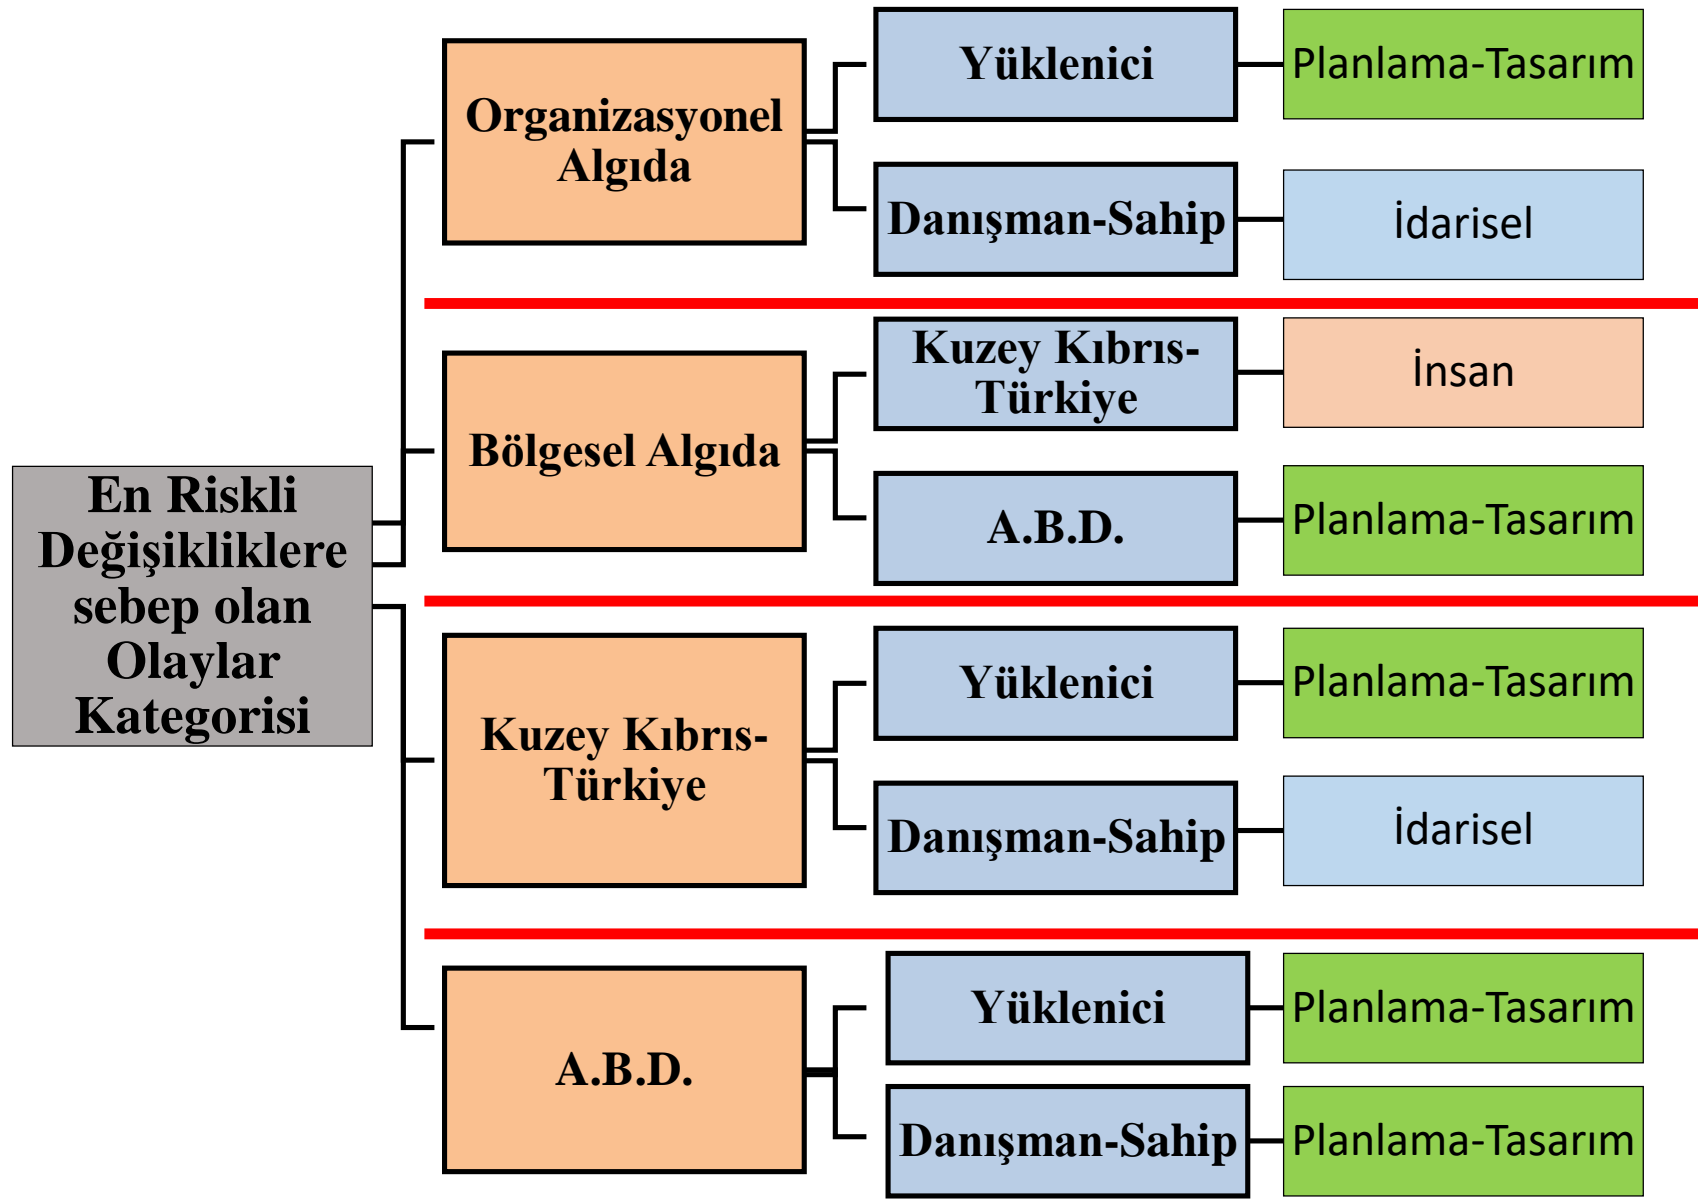 En Riskli
Değişikliklere
sebep olan
Olaylar
Kategorisi
Organizasyonel
Algıda
Yüklenici
Planlama-Tasarım
Danışman-Sahip
İdarisel
Bölgesel Algıda
Kuzey Kıbrıs-
Türkiye
İnsan
A.B.D.
Planlama-Tasarım
Kuzey Kıbrıs-
Türkiye
Yüklenici
Planlama-Tasarım
Danışman-Sahip
İdarisel
A.B.D.
Yüklenici
Planlama-Tasarım
Danışman-Sahip
Planlama-Tasarım